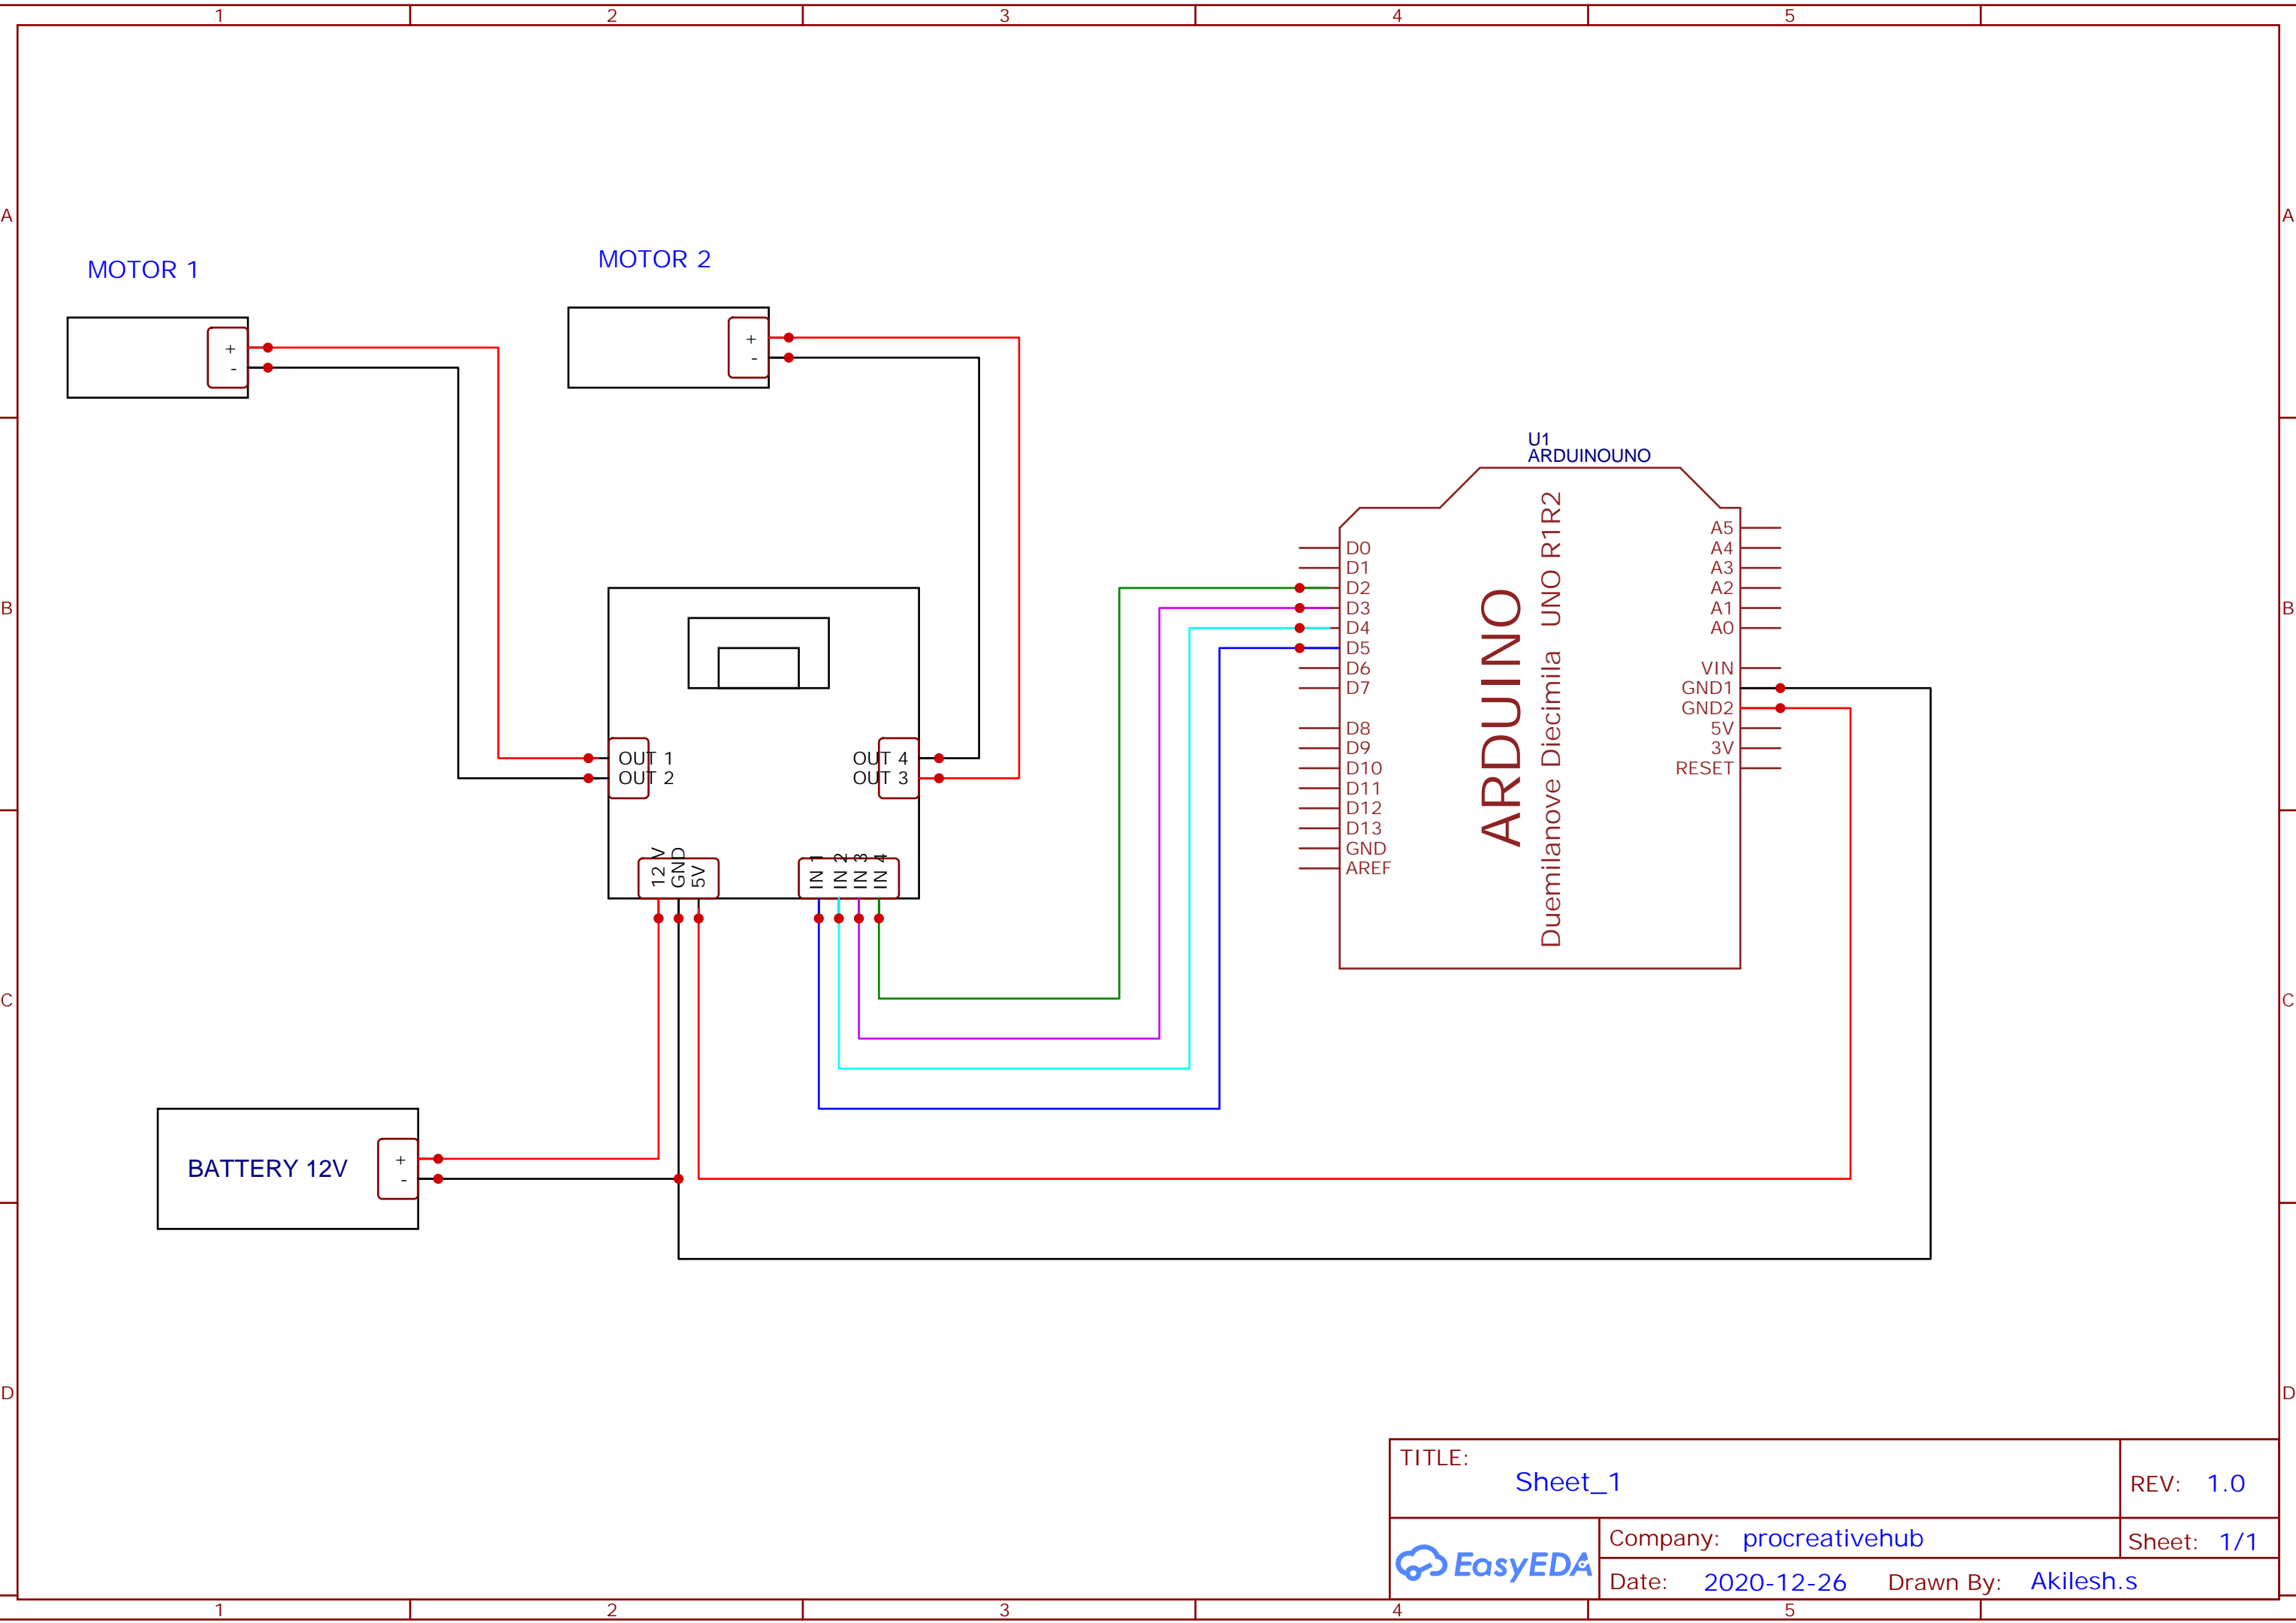 1 2 3 4 5
A A
MOTOR 1
MOTOR 2
+
-
+
-
U1
ARDUINOUNO
B B
D0
D1
D2
D3
D4
D5
D6
D7
D8
D9
D10
D11
D12
D13
GND
AREF
ARDUINO
Duemilanove Diecimila UNO R1R2
A5
A4
A3
A2
A1
A0
VIN
GND1
GND2
5V
3V
RESET
OUT 1
OUT 2
OUT 4
OUT 3
12 V
GND
5V
IN 1
IN 2
IN 3
IN 4
C C
BATTERY 12V
+
-
D D
TITLE:
Sheet_1
REV: 1.0
EasyEDA
Company: procreativehub
Sheet: 1/1
Date: 2020-12-26 Drawn By: Akilesh.s
1 2 3 4 5